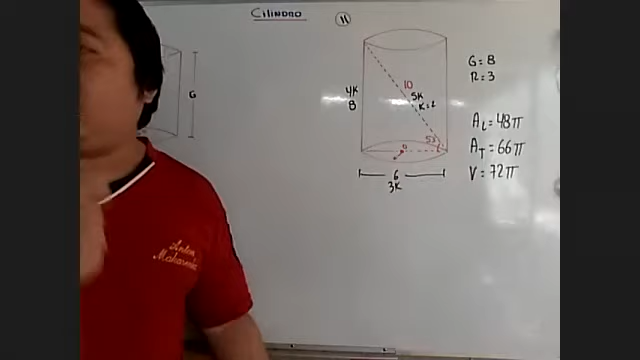 Cilindro
11
G
4K
8
10
5K
K=2
53
6
3K
G = 8
R = 3
AL = 48π
AT = 66π
V = 72π
Anton
Makarenko